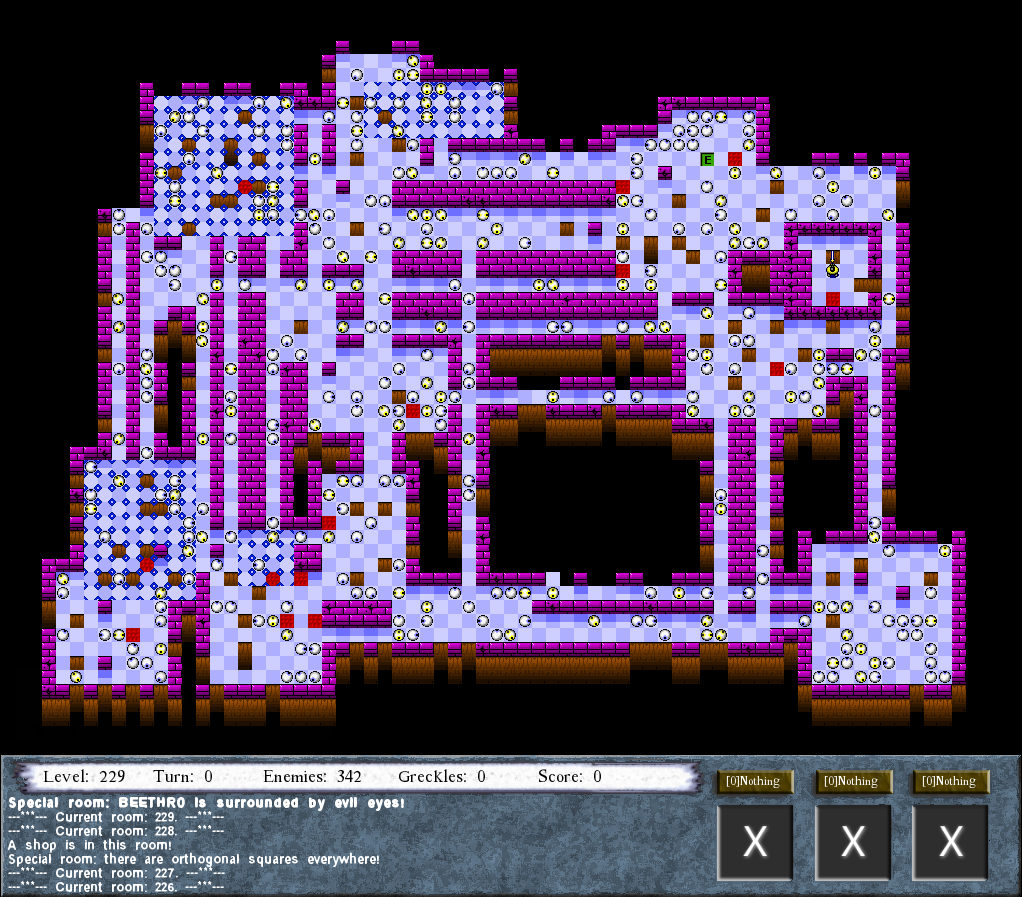 E
Level: 229 Turn: 0 Enemies: 342 Greckles: 0 Score: 0
[0]Nothing [0]Nothing [0]Nothing
Special room: BEETHR0 is surrounded by evil eyes!
---***--- Current room: 229. ---***---
---***--- Current room: 228. ---***---
A shop is in this room!
Special room: there are orthogonal squares everywhere!
---***--- Current room: 227. ---***---
---***--- Current room: 226. ---***---
X X X